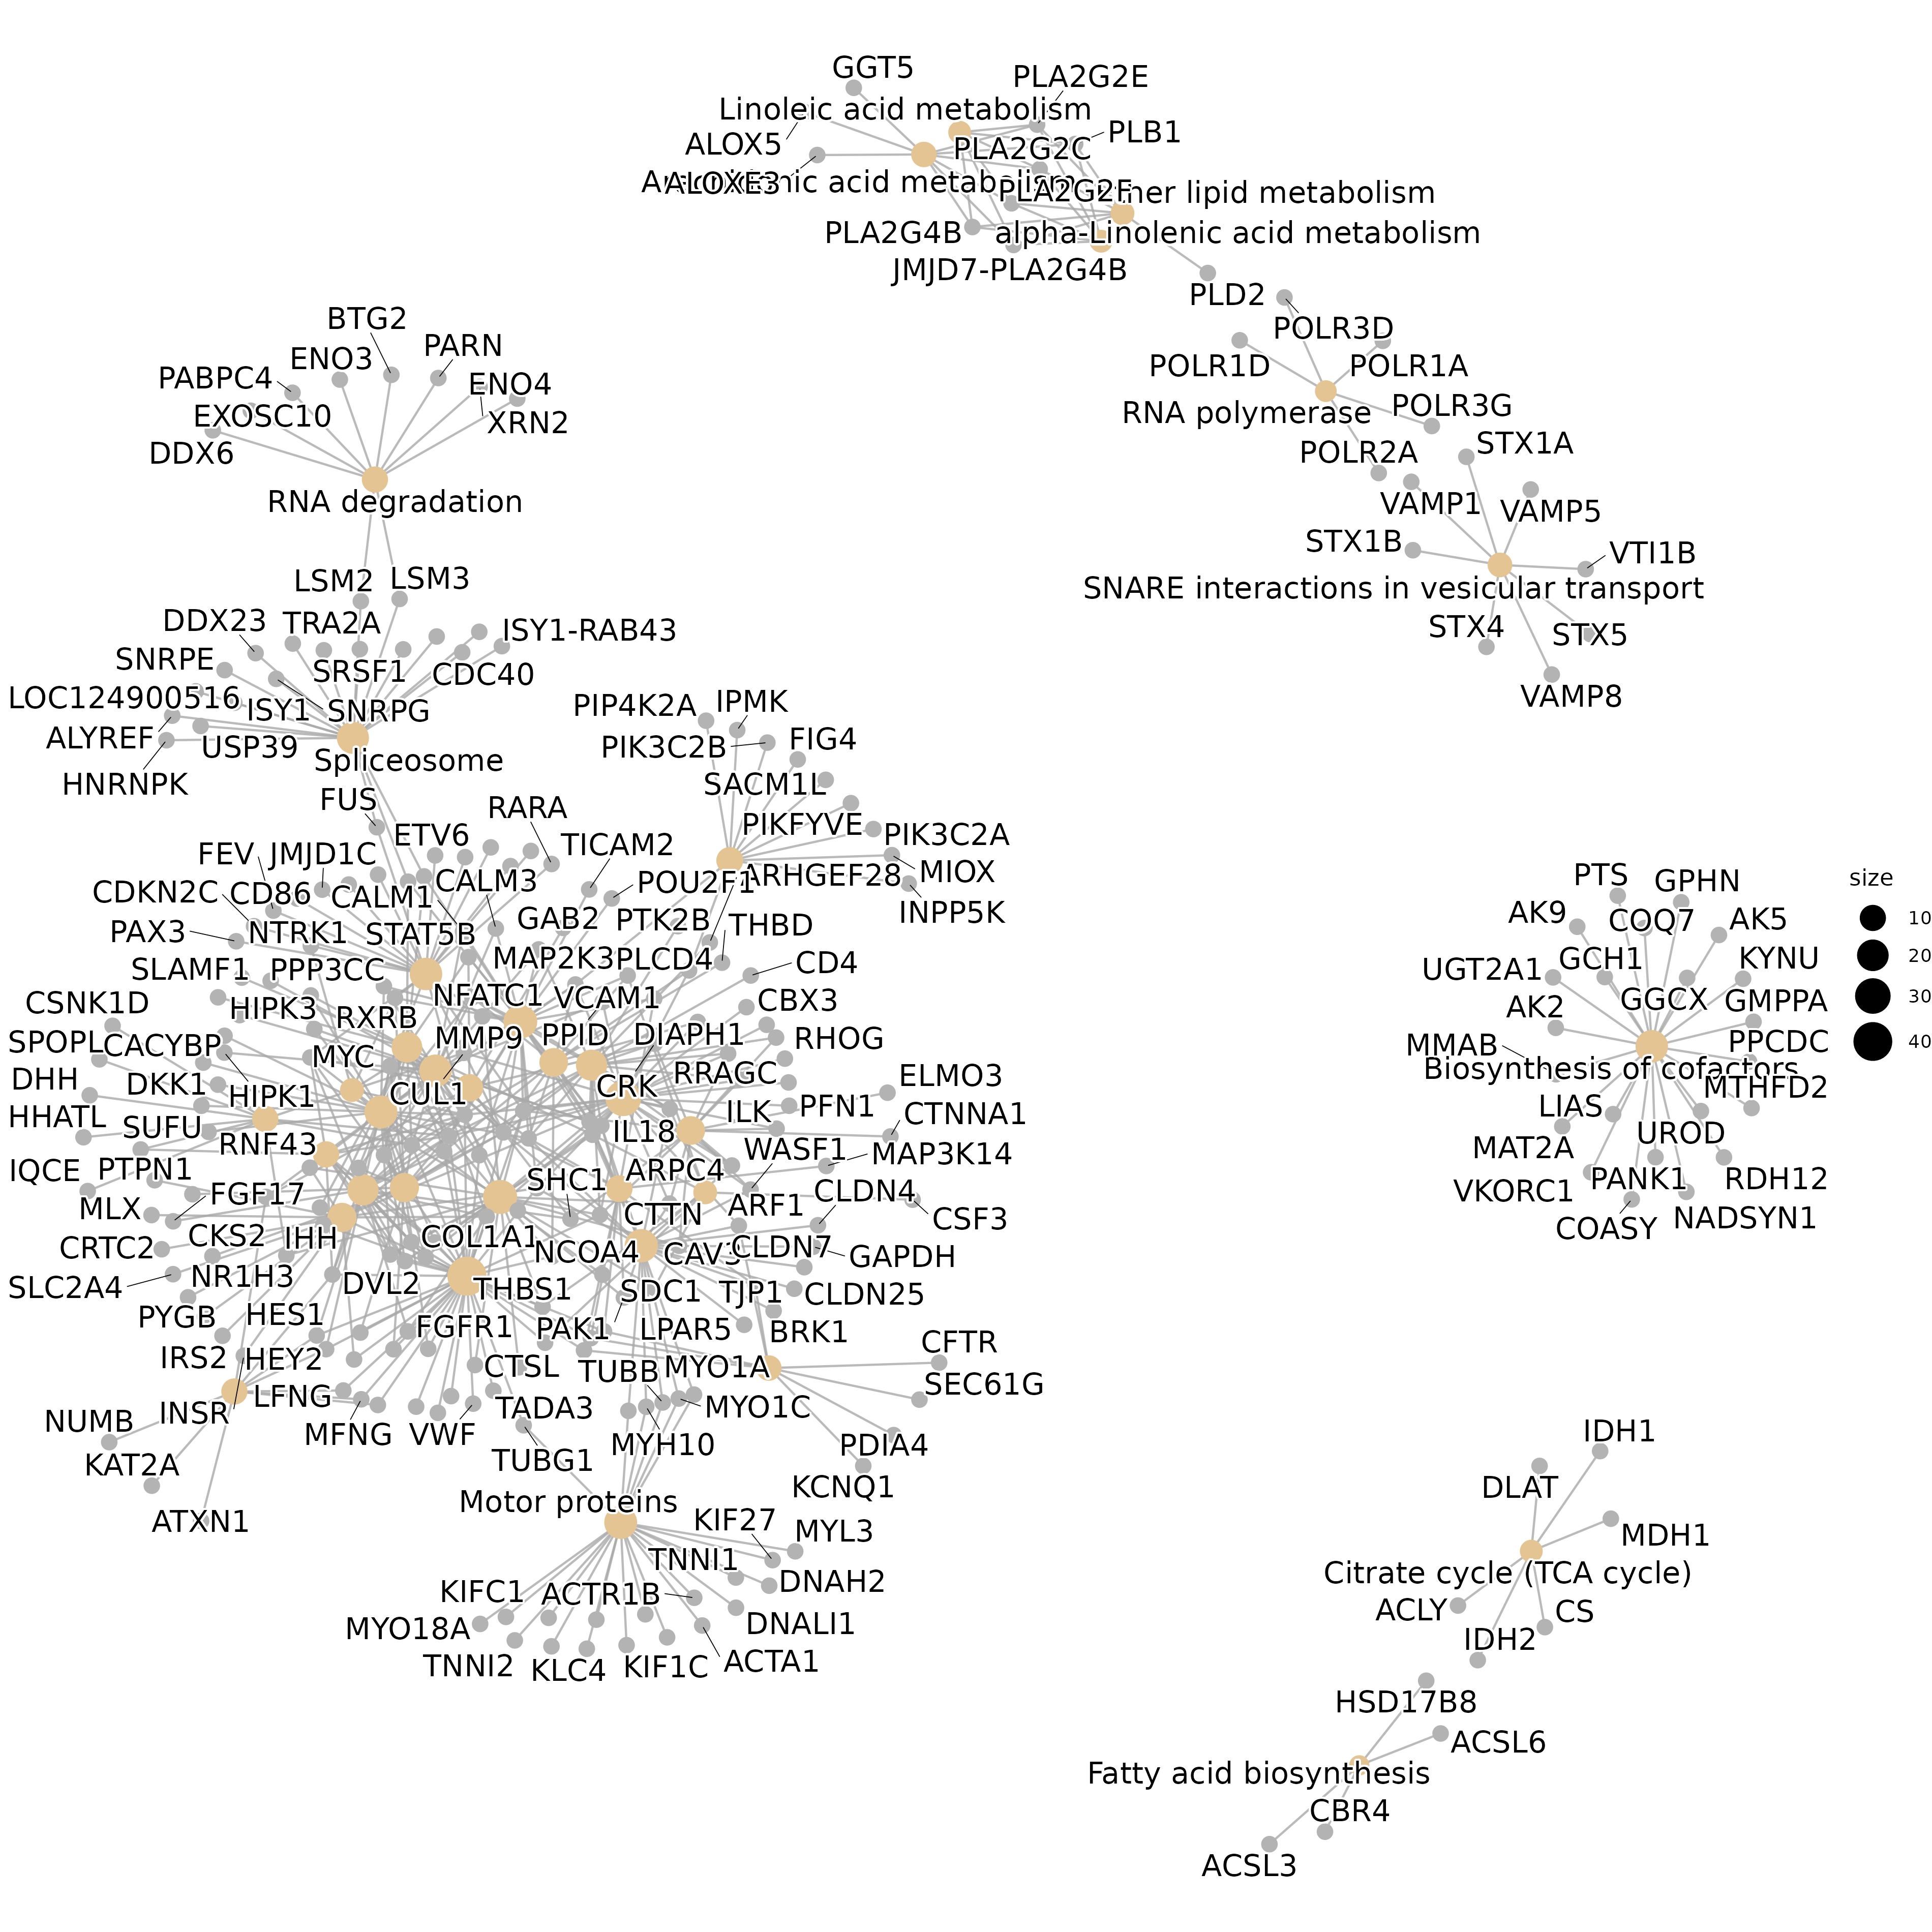 GGT5
PLA2G2E
Linoleic acid metabolism
PLB1
ALOX5
PLA2G2C
ALOXE3
acid metabolism
PLA2G2F
lipid metabolism
PLA2G4B
alpha-Linolenic acid metabolism
JMJD7-PLA2G4B
PLD2
POLR3D
POLR1D
POLR1A
RNA polymerase
POLR3G
POLR2A
STX1A
VAMP1
VAMP5
STX1B
VTI1B
SNARE interactions in vesicular transport
STX4
STX5
VAMP8
BTG2
ENO3
PARN
PABPC4
ENO4
EXOSC10
XRN2
DDX6
RNA degradation
LSM2
LSM3
DDX23
TRA2A
ISY1-RAB43
SNRPE
SRSF1
CDC40
LOC124900516
ISY1
SNRPG
ALYREF
USP39
Spliceosome
HNRNPK
FUS
PIP4K2A
IPMK
PIK3C2B
FIG4
SACM1L
PIKFYVE
PIK3C2A
ARHGEF28
MIOX
INPP5K
RARA
ETV6
TICAM2
FEV
JMJD1C
POU2F1
CDKN2C
CD86
CALM1
CALM3
PAX3
NTRK1
STAT5B
GAB2
PTK2B
THBD
SLAMF1
PPP3CC
MAP2K3
PLCD4
CD4
CSNK1D
HIPK3
RXRB
NFATC1
VCAM1
CBX3
SPOPL
CACYBP
MYC
MMP9
PPID
DIAPH1
RHOG
DHH
DKK1
HIPK1
CUL1
CRK
RRAGC
ELMO3
HHATL
SUFU
RNF43
IL18
ILK
PFN1
CTNNA1
WASF1
MAP3K14
IQCE
PTPN1
FGF17
SHC1
ARPC4
CLDN4
MLX
CTTN
ARF1
CSF3
CRTC2
CKS2
IHH
COL1A1
NCOA4
CAV3
CLDN7
GAPDH
SLC2A4
NR1H3
DVL2
THBS1
SDC1
TJP1
CLDN25
PYGB
HES1
FGFR1
PAK1
LPAR5
BRK1
IRS2
HEY2
CTSL
TUBB
MYO1A
CFTR
SEC61G
NUMB
INSR
LFNG
TADA3
MYO1C
MFNG
VWF
MYH10
PDIA4
KAT2A
TUBG1
KCNQ1
ATXN1
Motor proteins
KIF27
MYL3
TNNI1
DNAH2
KIFC1
ACTR1B
MYO18A
DNALI1
TNNI2
KLC4
KIF1C
ACTA1
PTS
GPHN
AK9
COQ7
AK5
UGT2A1
GCH1
KYNU
AK2
GGCX
GMPPA
MMAB
PPCDC
Biosynthesis of cofactors
MTHFD2
LIAS
MAT2A
UROD
VKORC1
PANK1
RDH12
COASY
NADSYN1
size
10
20
30
40
IDH1
DLAT
MDH1
Citrate cycle (TCA cycle)
ACLY
CS
IDH2
HSD17B8
ACSL6
Fatty acid biosynthesis
CBR4
ACSL3